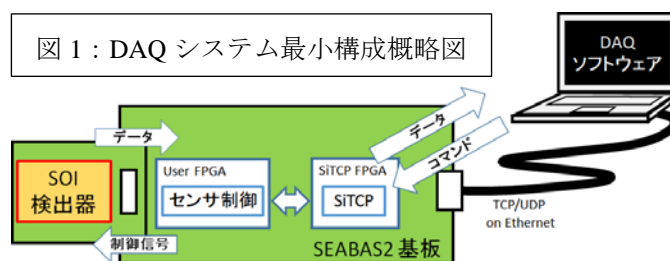 図 1：DAQ システム最小構成概略図
DAQ
ソフトウェア
データ
データ
コマンド
SOI
検出器
User FPGA
センサ制御
SiTCP FPGA
SiTCP
制御信号
SEABAS2 基板
TCP/UDP
on Ethernet